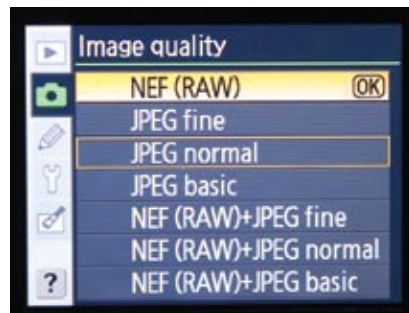 Image quality
NEF (RAW) OK
JPEG fine
JPEG normal
JPEG basic
NEF (RAW)+JPEG fine
NEF (RAW)+JPEG normal
NEF (RAW)+JPEG basic
?